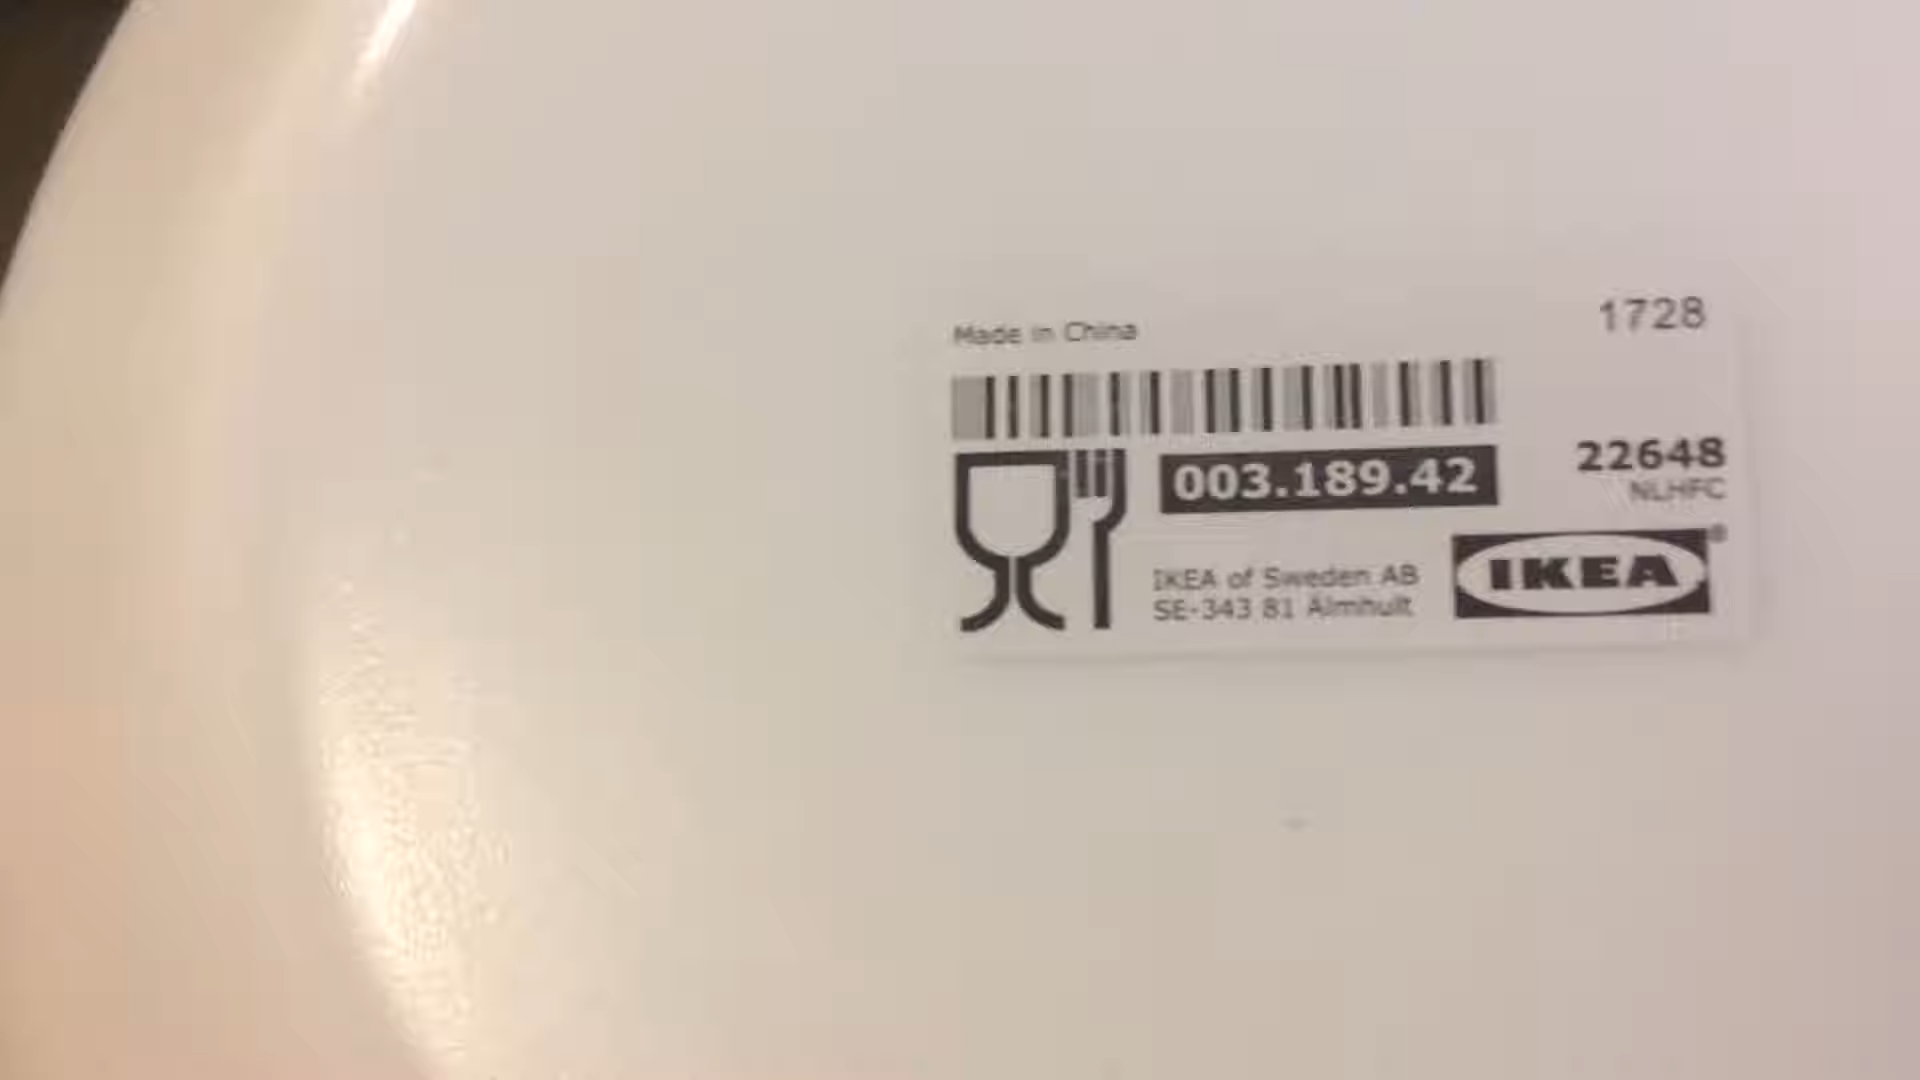 Made in China
1728
003.189.42
22648
NLHFC
IKEA of Sweden AB
SE-343 81 Älmhult
IKEA®